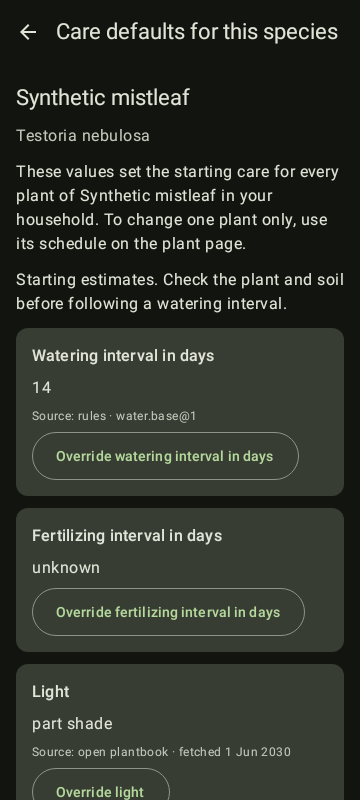 Care defaults for this species
Synthetic mistleaf
Testoria nebulosa
These values set the starting care for every
plant of Synthetic mistleaf in your
household. To change one plant only, use
its schedule on the plant page.
Starting estimates. Check the plant and soil
before following a watering interval.
Watering interval in days
14
Source: rules · water.base@1
Override watering interval in days
Fertilizing interval in days
unknown
Override fertilizing interval in days
Light
part shade
Source: open plantbook · fetched 1 Jun 2030
Override light